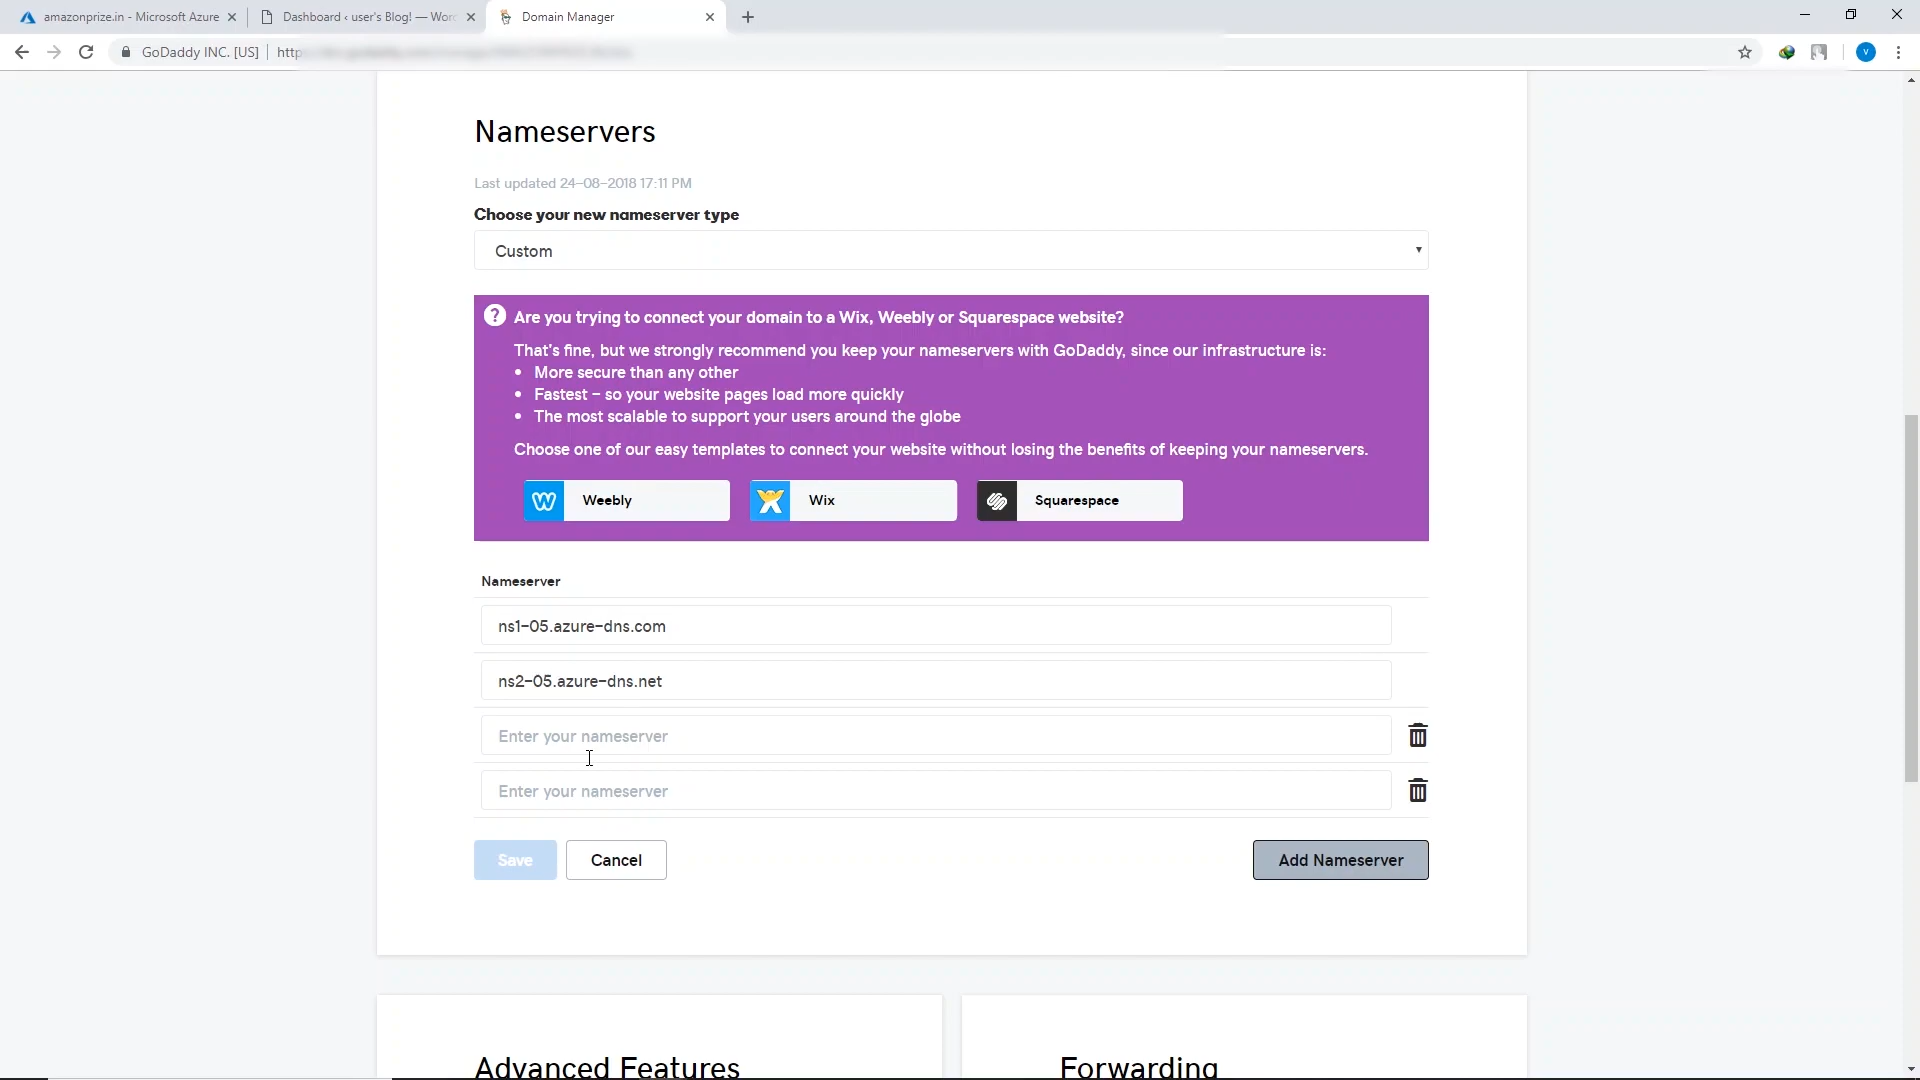 amazonprize.in - Microsoft Azure
Dashboard ‹ user's Blog! — Wor
Domain Manager
GoDaddy INC. [US]
http
V
Nameservers
Last updated 24-08-2018 17:11 PM
Choose your new nameserver type
Custom
? Are you trying to connect your domain to a Wix, Weebly or Squarespace website?
That's fine, but we strongly recommend you keep your nameservers with GoDaddy, since our infrastructure is:
• More secure than any other
• Fastest – so your website pages load more quickly
• The most scalable to support your users around the globe
Choose one of our easy templates to connect your website without losing the benefits of keeping your nameservers.
Weebly
Wix
Squarespace
Nameserver
ns1-05.azure-dns.com
ns2-05.azure-dns.net
Enter your nameserver
Enter your nameserver
Save
Cancel
Add Nameserver
Advanced Features
Forwarding